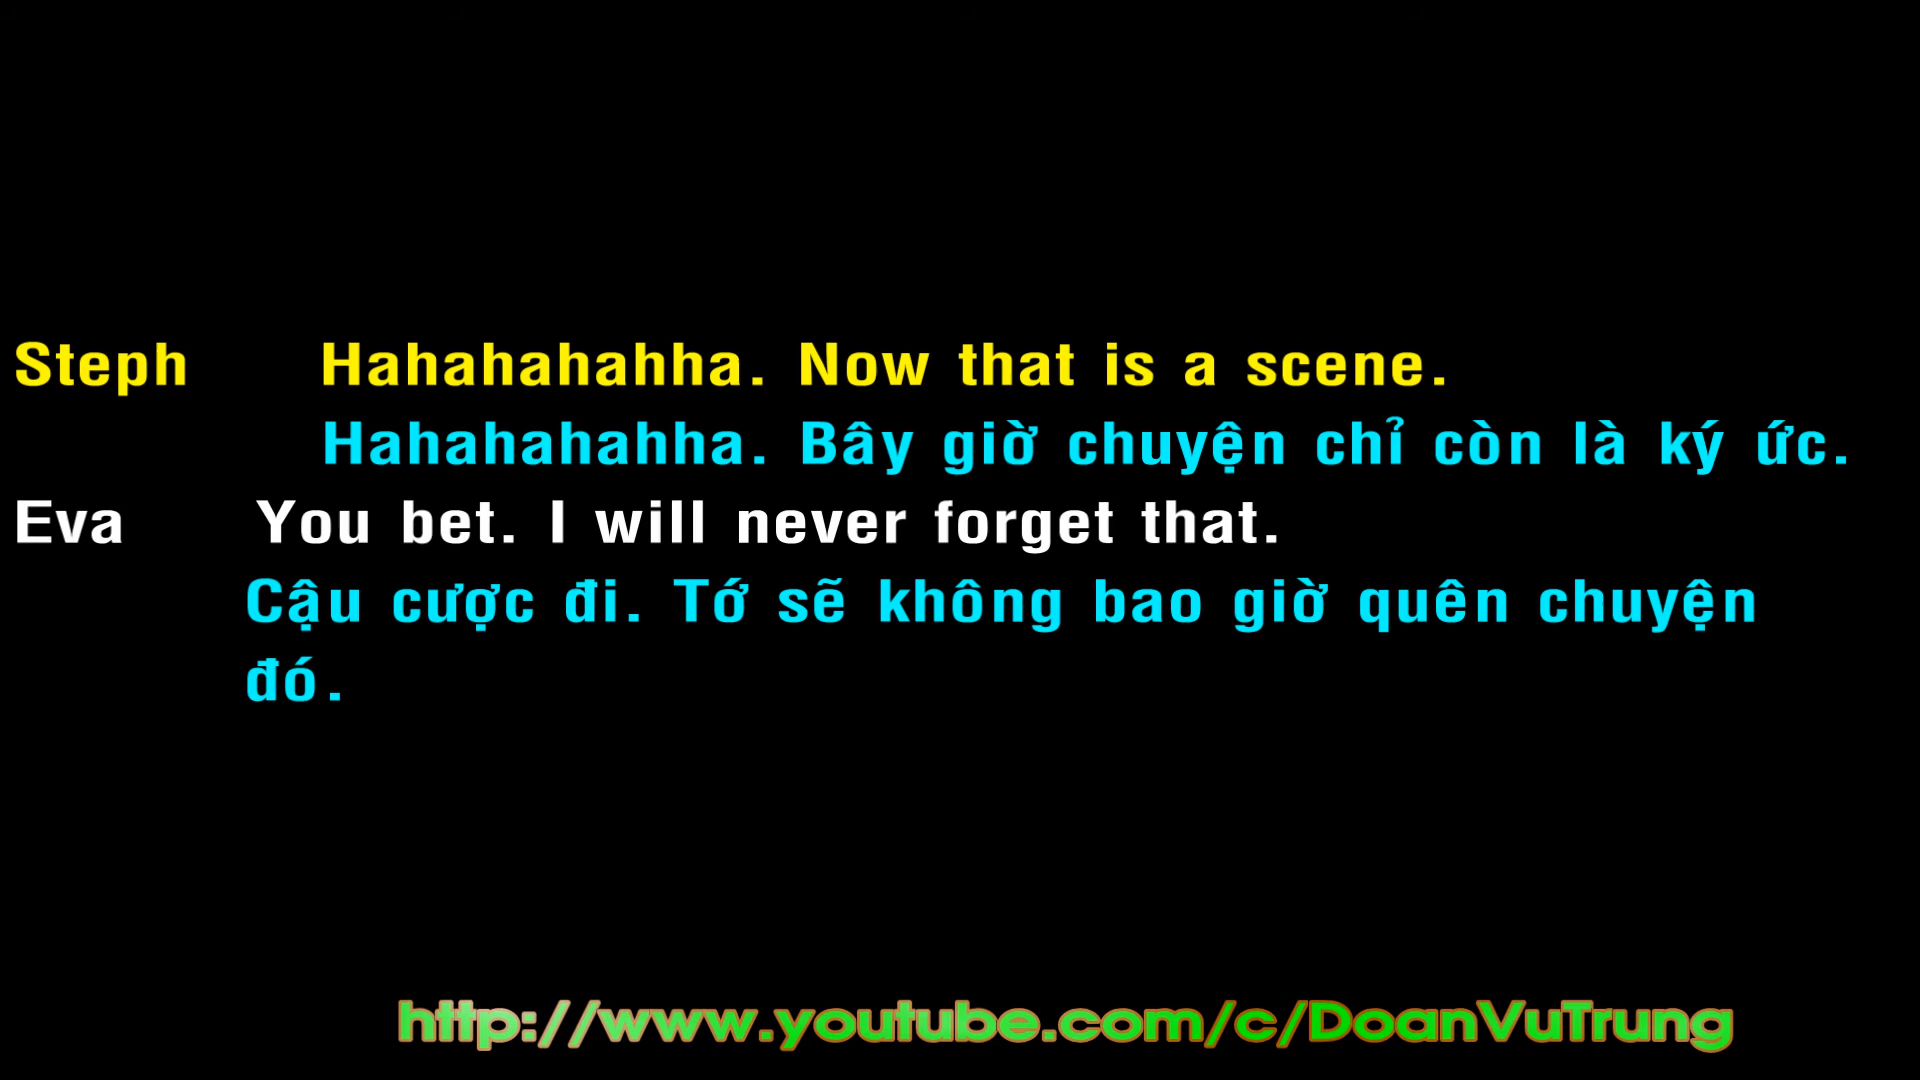 Steph Hahahahahha. Now that is a scene.
Hahahahahha. Bây giờ chuyện chỉ còn là ký ức.
Eva You bet. I will never forget that.
Cậu cược đi. Tớ sẽ không bao giờ quên chuyện
đó.
http://www.youtube.com/c/DoanVuTrung